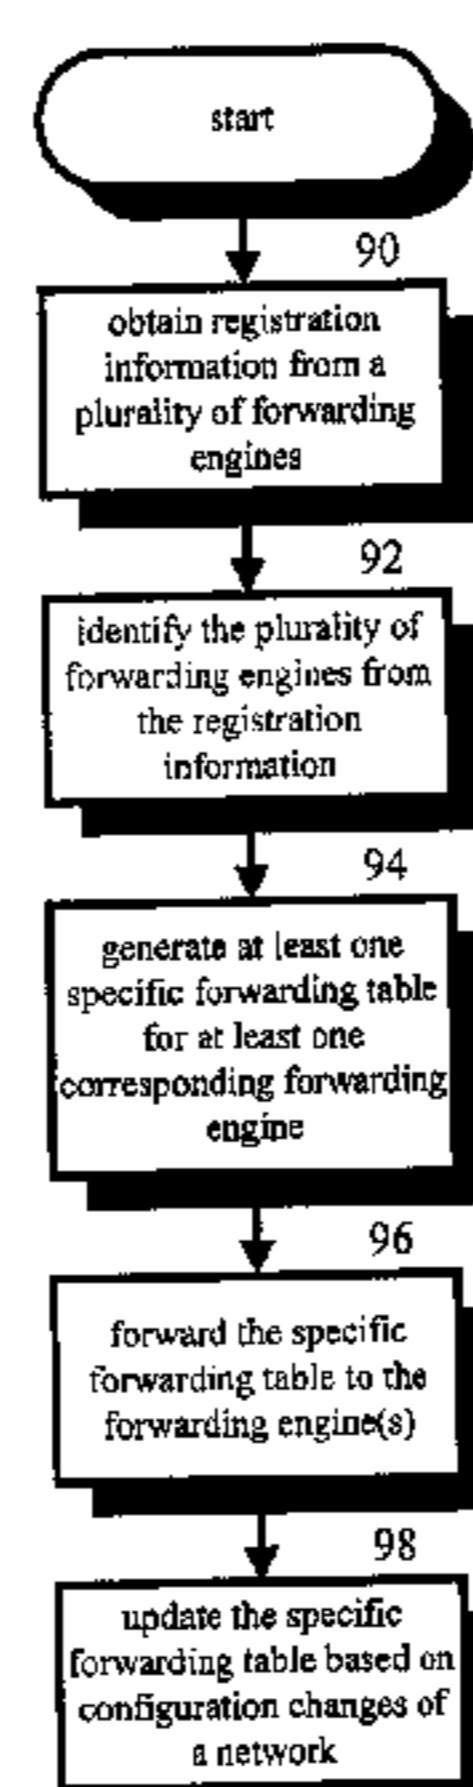 start
90
obtain registration
information from a
plurality of forwarding
engines
92
identify the plurality of
forwarding engines from
the registration
information
94
generate at least one
specific forwarding table
for at least one
corresponding forwarding
engine
96
forward the specific
forwarding table to the
forwarding engine(s)
98
update the specific
forwarding table based on
configuration changes of
a network